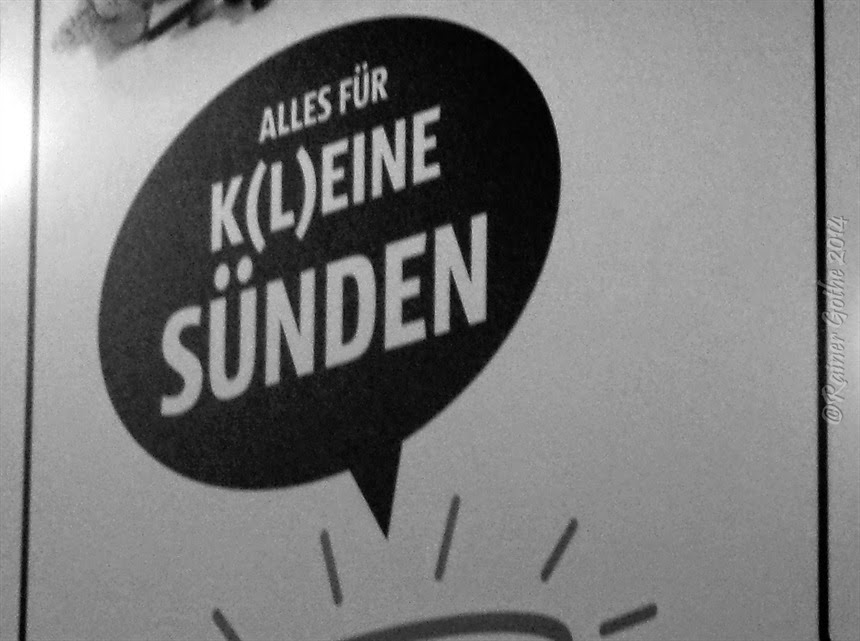 ALLES FÜR
K(L)EINE
SÜNDEN
©Rainer Gothe 2014